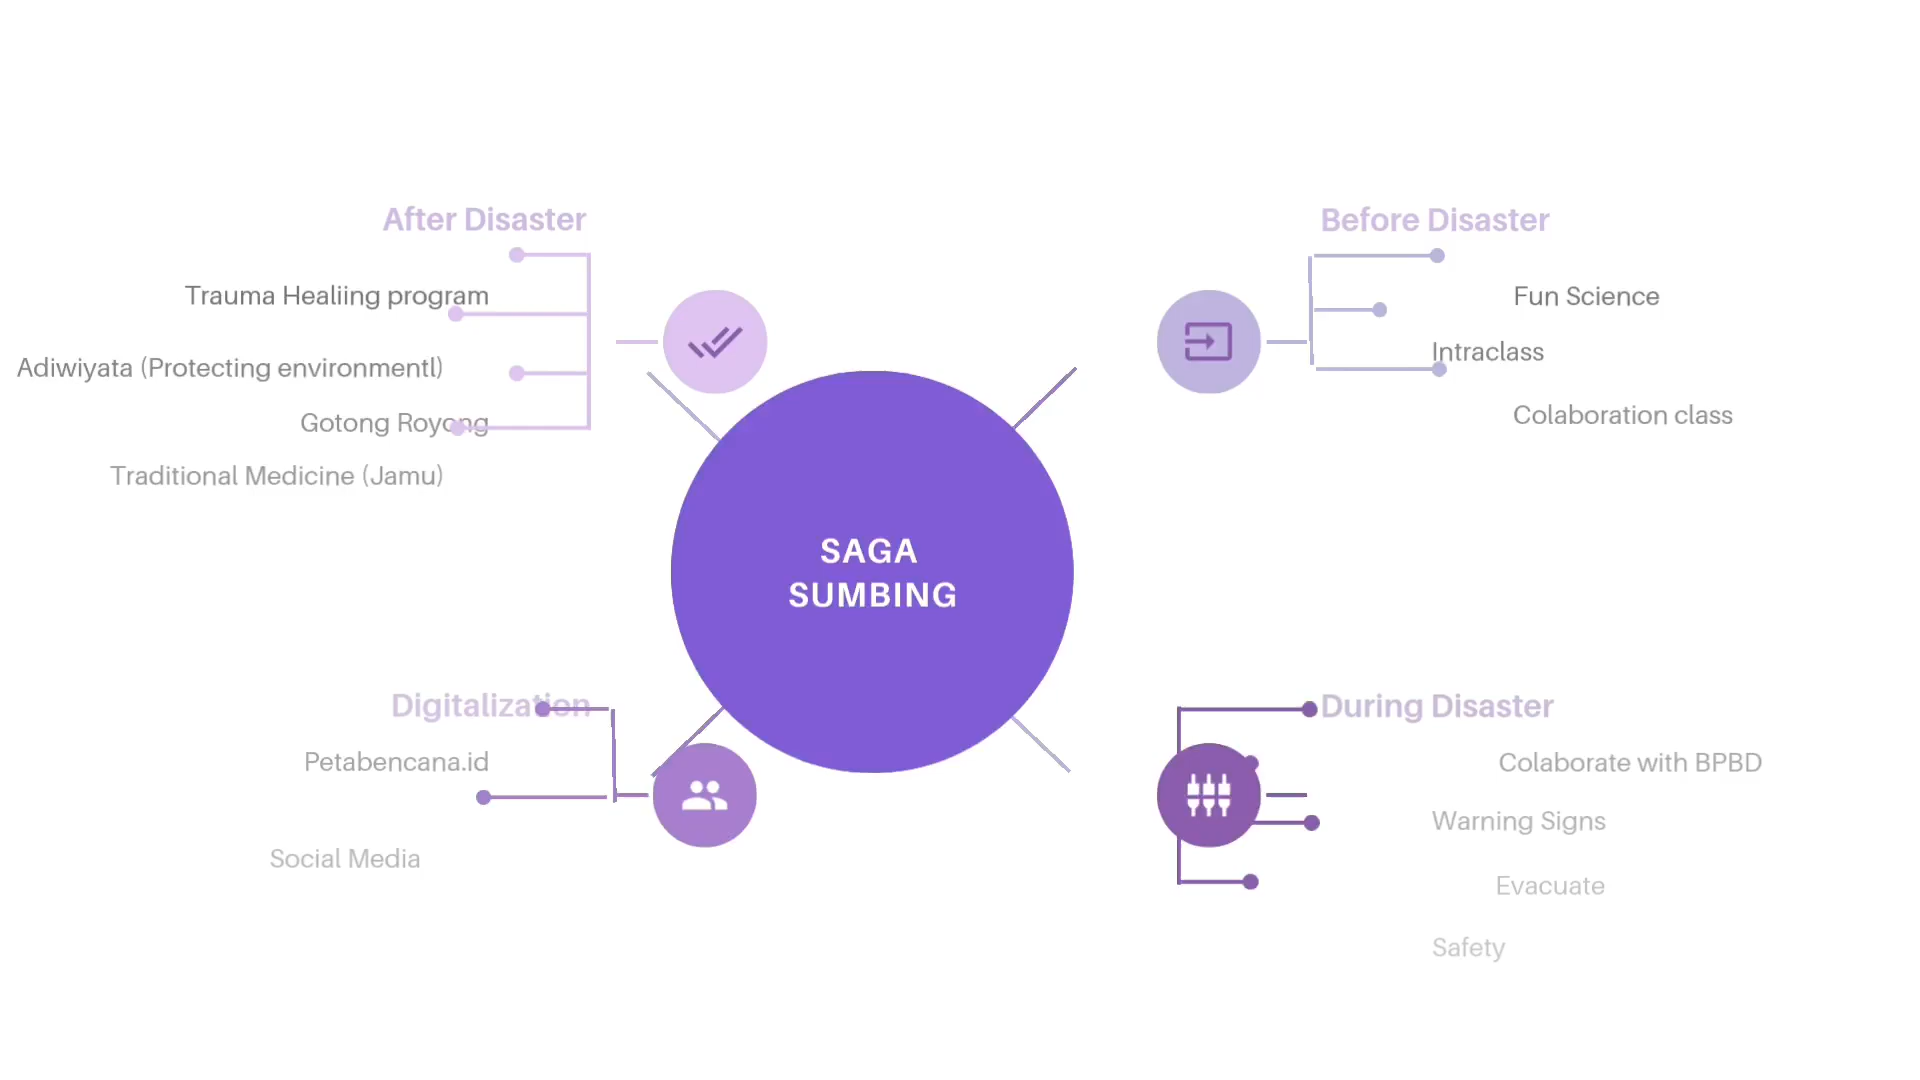 After Disaster
Trauma Healiing program
Adiwiyata (Protecting environmentl)
Gotong Royong
Traditional Medicine (Jamu)
Before Disaster
Fun Science
Intraclass
Colaboration class
SAGA
SUMBING
Digitalization
Petabencana.id
Social Media
During Disaster
Colaborate with BPBD
Warning Signs
Evacuate
Safety